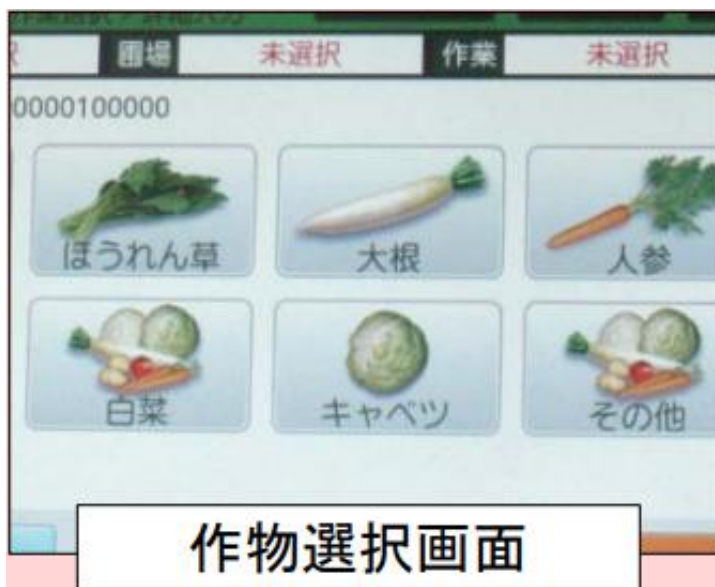 圃場 未選択 作業 未選択
0000100000
ほうれん草 大根 人参
白菜 キャベツ その他
作物選択画面